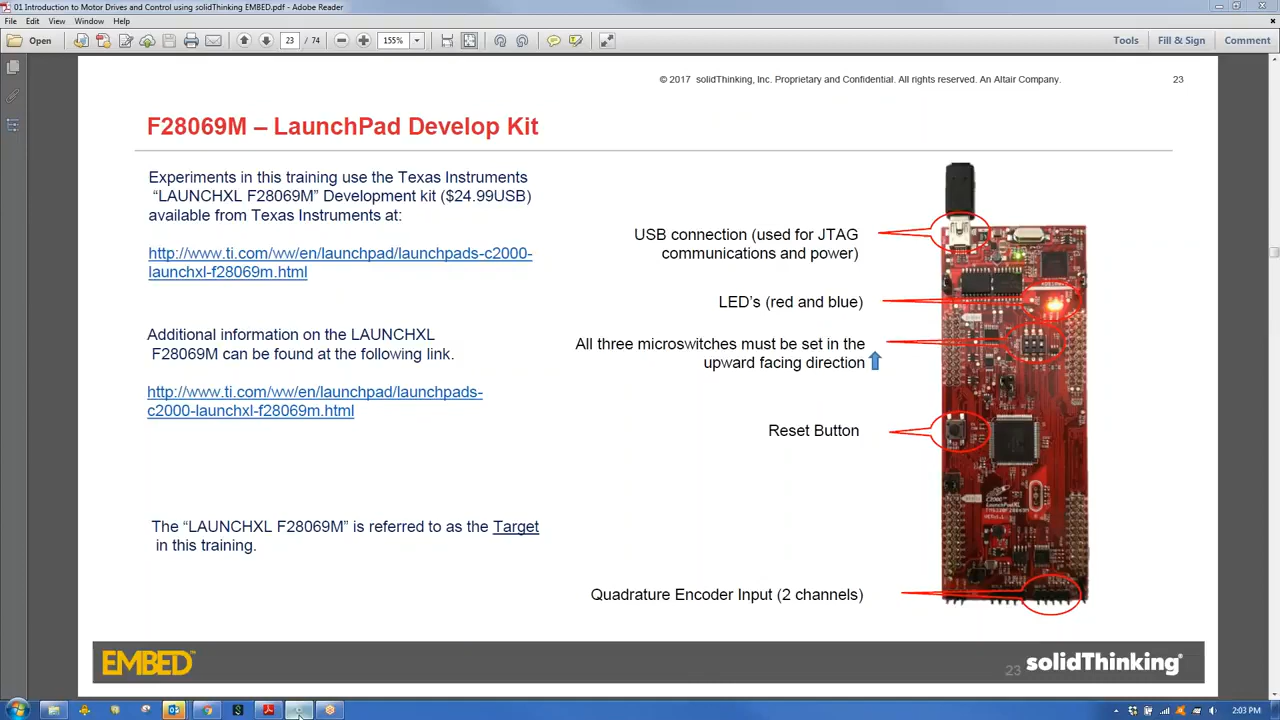 01 Introduction to Motor Drives and Control using solidThinking EMBED.pdf - Adobe Reader
File Edit View Window Help
Open 23 / 74 155% Tools Fill & Sign Comment
© 2017 solidThinking, Inc. Proprietary and Confidential. All rights reserved. An Altair Company. 23
F28069M – LaunchPad Develop Kit
Experiments in this training use the Texas Instruments
“LAUNCHXL F28069M” Development kit ($24.99USB)
available from Texas Instruments at:
http://www.ti.com/ww/en/launchpad/launchpads-c2000-
launchxl-f28069m.html
Additional information on the LAUNCHXL
F28069M can be found at the following link.
http://www.ti.com/ww/en/launchpad/launchpads-
c2000-launchxl-f28069m.html
The “LAUNCHXL F28069M” is referred to as the Target
in this training.
USB connection (used for JTAG
communications and power)
LED’s (red and blue)
All three microswitches must be set in the
upward facing direction
Reset Button
Quadrature Encoder Input (2 channels)
EMBED
23 solidThinking®
2:03 PM